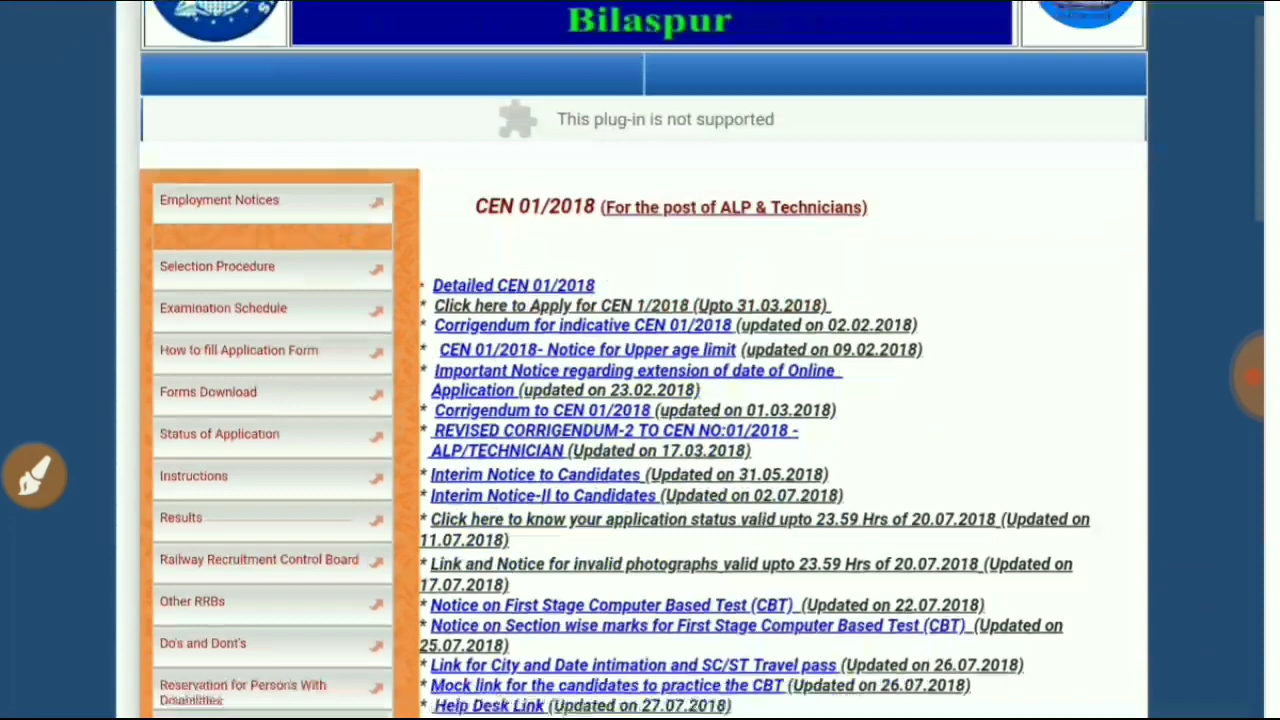 Bilaspur
This plug-in is not supported
Employment Notices
Selection Procedure
Examination Schedule
How to fill Application Form
Forms Download
Status of Application
Instructions
Results
Railway Recruitment Control Board
Other RRBs
Do's and Dont's
Reservation for Person's With
Disabilities
CEN 01/2018 (For the post of ALP & Technicians)
* Detailed CEN 01/2018
* Click here to Apply for CEN 1/2018 (Upto 31.03.2018)
* Corrigendum for indicative CEN 01/2018 (updated on 02.02.2018)
* CEN 01/2018- Notice for Upper age limit (updated on 09.02.2018)
* Important Notice regarding extension of date of Online
Application (updated on 23.02.2018)
* Corrigendum to CEN 01/2018 (updated on 01.03.2018)
* REVISED CORRIGENDUM-2 TO CEN NO:01/2018 -
ALP/TECHNICIAN (Updated on 17.03.2018)
* Interim Notice to Candidates (Updated on 31.05.2018)
* Interim Notice-II to Candidates (Updated on 02.07.2018)
* Click here to know your application status valid upto 23.59 Hrs of 20.07.2018 (Updated on
11.07.2018)
* Link and Notice for invalid photographs valid upto 23.59 Hrs of 20.07.2018 (Updated on
17.07.2018)
* Notice on First Stage Computer Based Test (CBT) (Updated on 22.07.2018)
* Notice on Section wise marks for First Stage Computer Based Test (CBT) (Updated on
25.07.2018)
* Link for City and Date intimation and SC/ST Travel pass (Updated on 26.07.2018)
* Mock link for the candidates to practice the CBT (Updated on 26.07.2018)
* Help Desk Link (Updated on 27.07.2018)